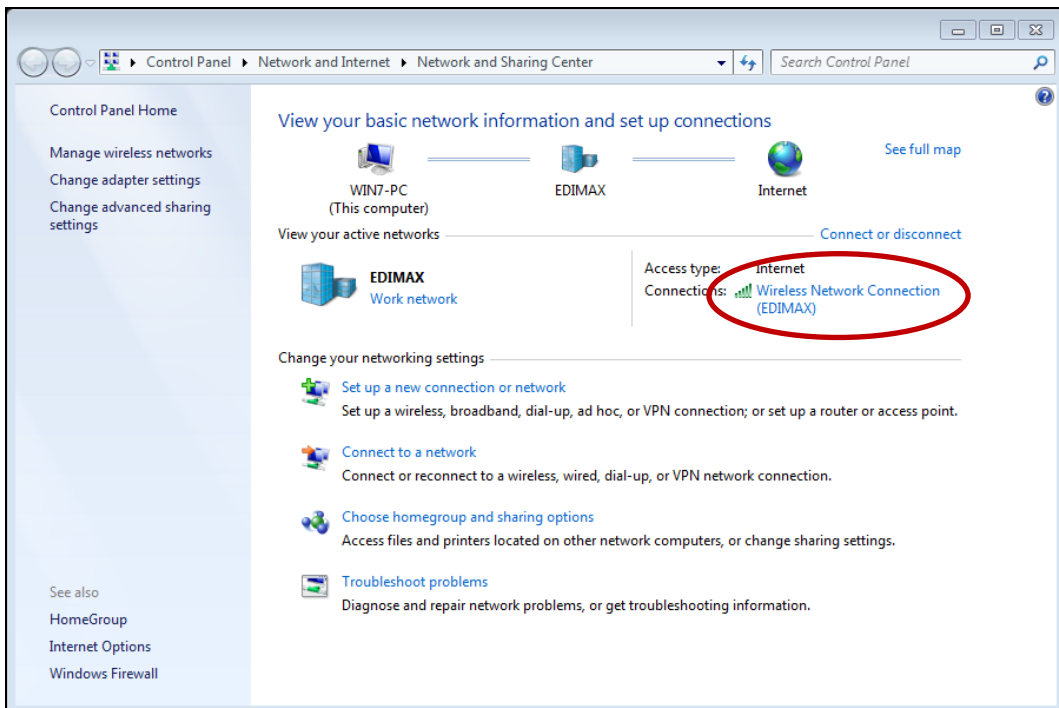 Control Panel Network and Internet Network and Sharing Center Search Control Panel
Control Panel Home
Manage wireless networks
Change adapter settings
Change advanced sharing
settings
View your basic network information and set up connections
See full map
WIN7-PC EDIMAX Internet
(This computer)
View your active networks Connect or disconnect
EDIMAX
Work network
Access type: Internet
Connections: Wireless Network Connection
(EDIMAX)
Change your networking settings
Set up a new connection or network
Set up a wireless, broadband, dial-up, ad hoc, or VPN connection; or set up a router or access point.
Connect to a network
Connect or reconnect to a wireless, wired, dial-up, or VPN network connection.
Choose homegroup and sharing options
Access files and printers located on other network computers, or change sharing settings.
Troubleshoot problems
Diagnose and repair network problems, or get troubleshooting information.
See also
HomeGroup
Internet Options
Windows Firewall